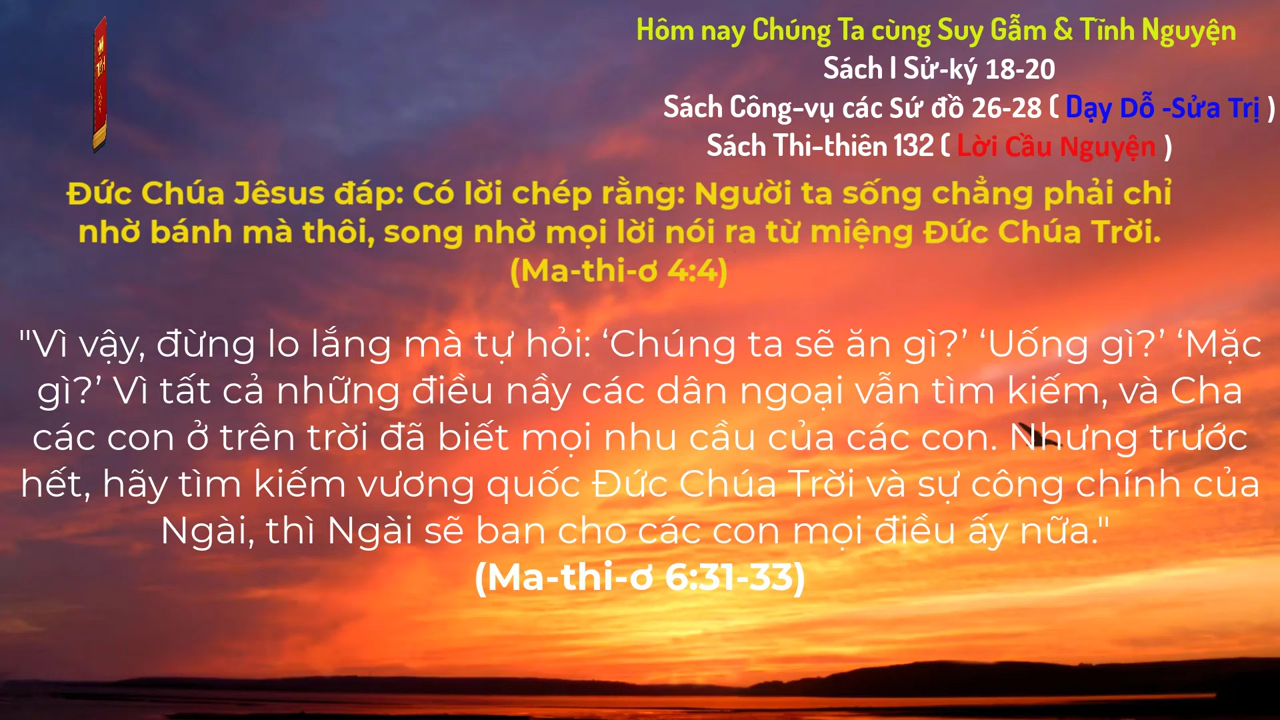 Hôm nay Chúng Ta cùng Suy Gẫm & Tĩnh Nguyện
Sách I Sử-ký 18-20
Sách Công-vụ các Sứ đồ 26-28 ( Dạy Dỗ -Sửa Trị )
Sách Thi-thiên 132 ( Lời Cầu Nguyện )
Đức Chúa Jêsus đáp: Có lời chép rằng: Người ta sống chẳng phải chỉ
nhờ bánh mà thôi, song nhờ mọi lời nói ra từ miệng Đức Chúa Trời.
(Ma-thi-ơ 4:4)
"Vì vậy, đừng lo lắng mà tự hỏi: ‘Chúng ta sẽ ăn gì?’ ‘Uống gì?’ ‘Mặc
gì?’ Vì tất cả những điều nầy các dân ngoại vẫn tìm kiếm, và Cha
các con ở trên trời đã biết mọi nhu cầu của các con. Nhưng trước
hết, hãy tìm kiếm vương quốc Đức Chúa Trời và sự công chính của
Ngài, thì Ngài sẽ ban cho các con mọi điều ấy nữa."
(Ma-thi-ơ 6:31-33)